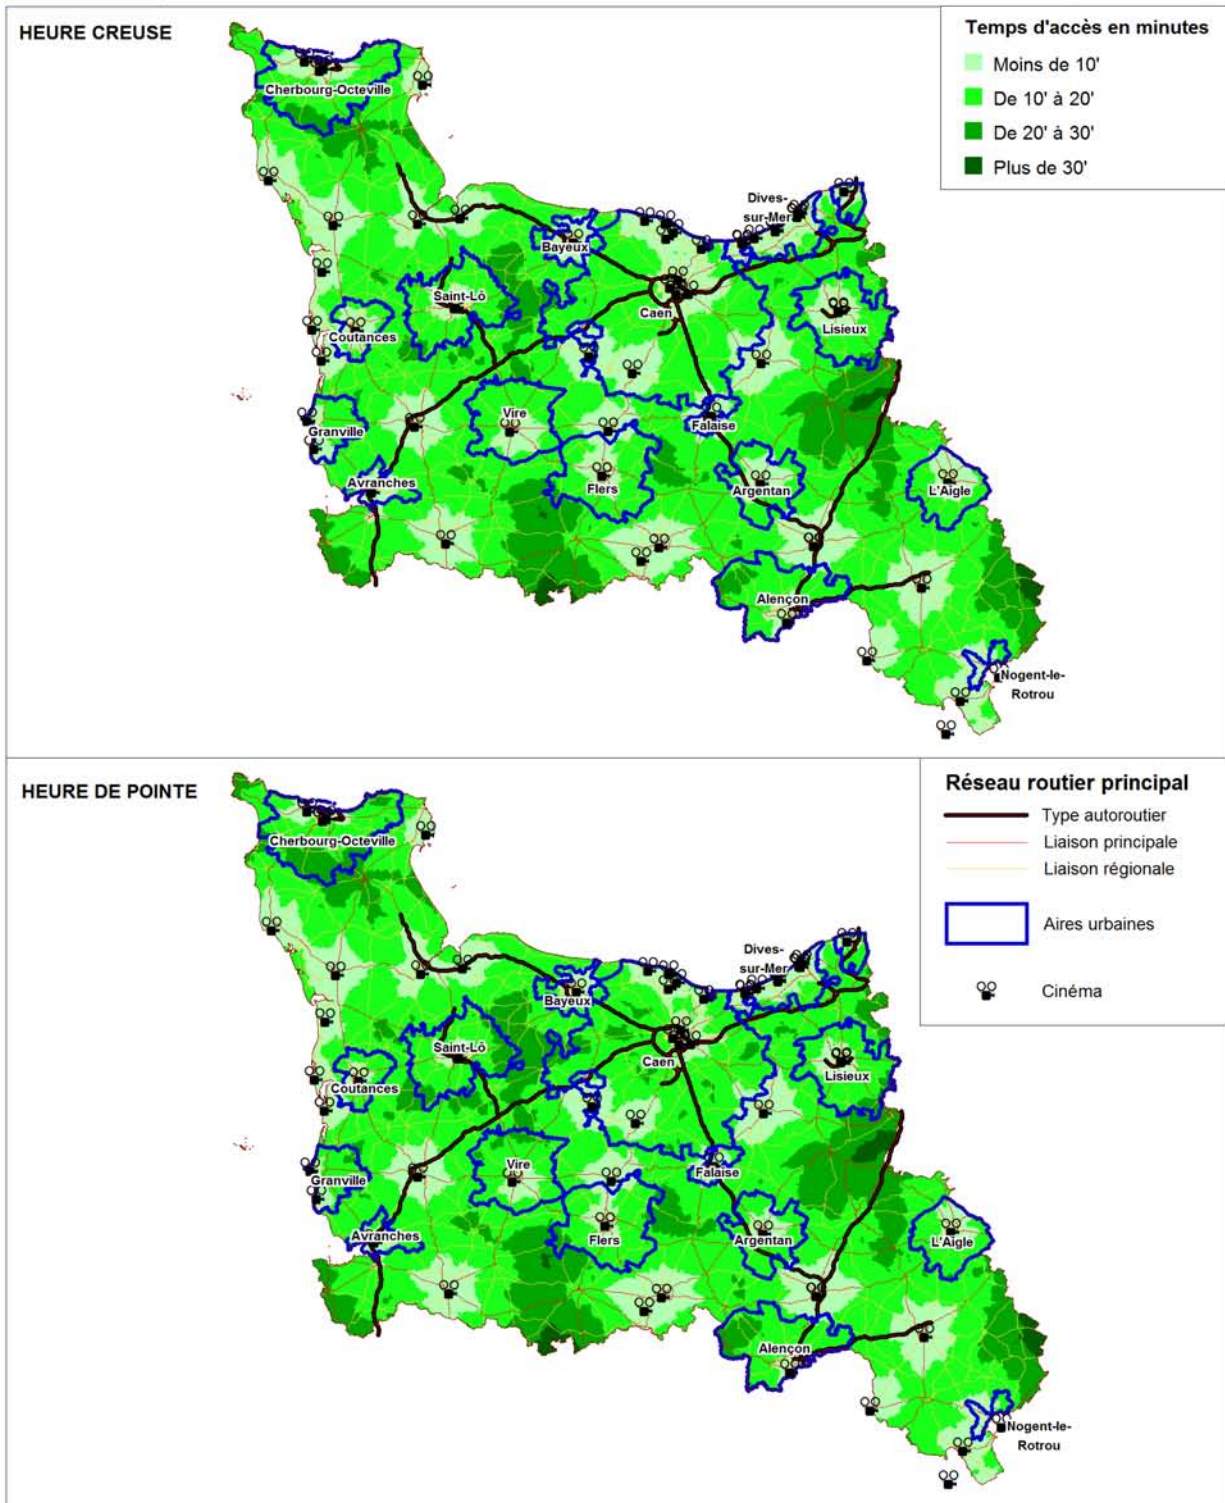 HEURE CREUSE
Temps d'accès en minutes
Moins de 10'
De 10' à 20'
De 20' à 30'
Plus de 30'
Cherbourg-Octeville
Dives-
sur-Mer
Bayeux
Saint-Lô
Caen
Lisieux
Coutances
Vire
Falaise
Granville
Avranches
Flers
Argentan
L'Aigle
Alençon
Nogent-le-
Rotrou
HEURE DE POINTE
Réseau routier principal
Type autoroutier
Liaison principale
Liaison régionale
Aires urbaines
Cinéma
Cherbourg-Octeville
Dives-
sur-Mer
Bayeux
Saint-Lô
Caen
Lisieux
Coutances
Vire
Falaise
Granville
Avranches
Flers
Argentan
L'Aigle
Alençon
Nogent-le-
Rotrou